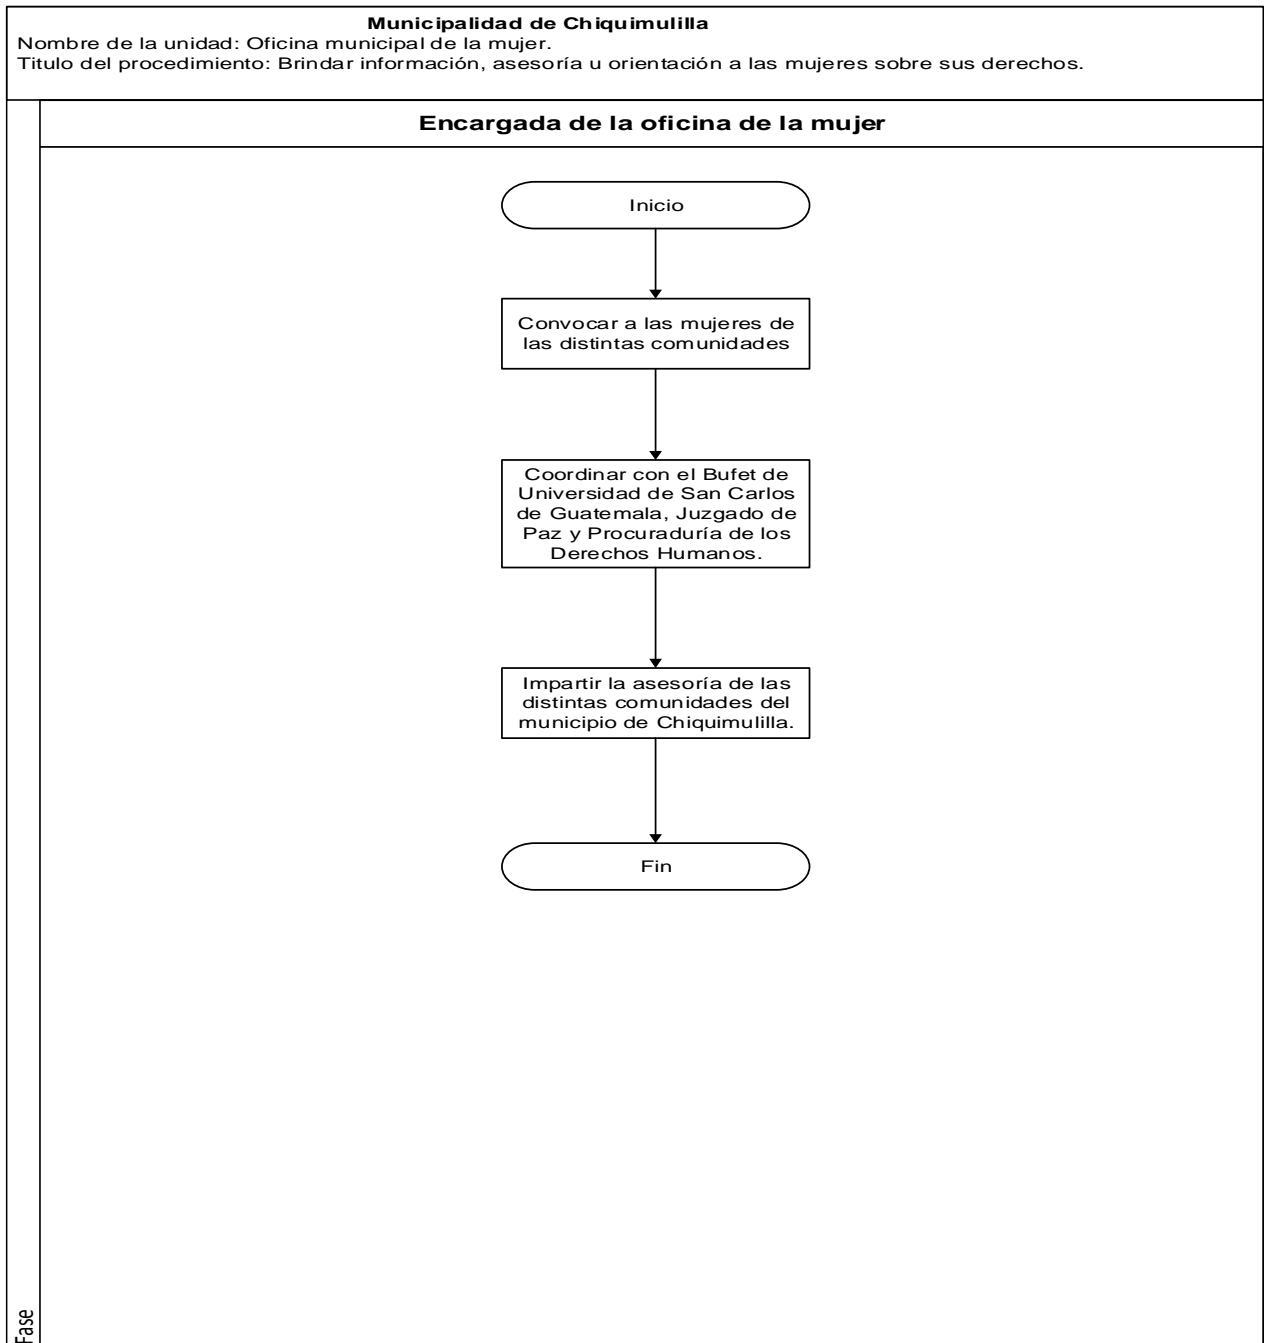 Municipalidad de Chiquimulilla
Nombre de la unidad: Oficina municipal de la mujer.
Titulo del procedimiento: Brindar información, asesoría u orientación a las mujeres sobre sus derechos.
Encargada de la oficina de la mujer
Inicio
Convocar a las mujeres de
las distintas comunidades
Coordinar con el Bufet de
Universidad de San Carlos
de Guatemala, Juzgado de
Paz y Procuraduría de los
Derechos Humanos.
Impartir la asesoría de las
distintas comunidades del
municipio de Chiquimulilla.
Fin
Fase